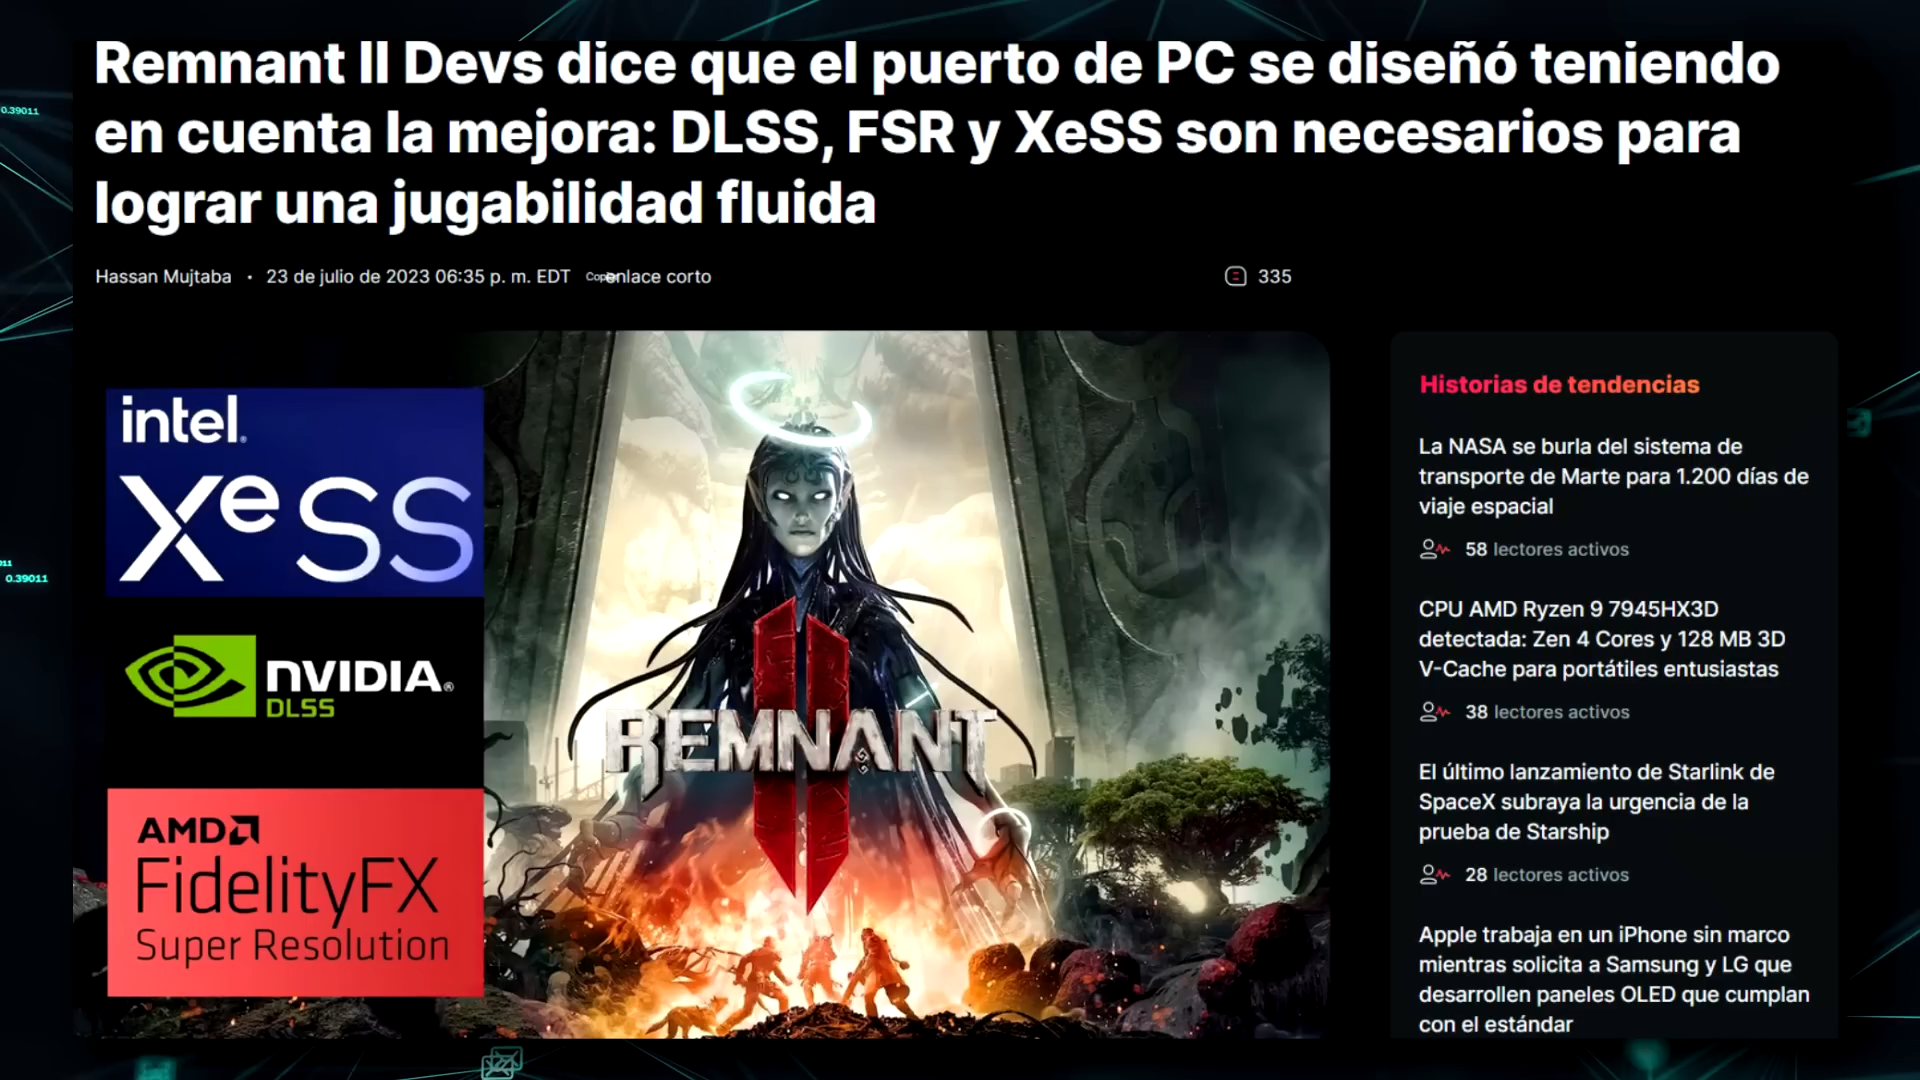 Remnant II Devs dice que el puerto de PC se diseñó teniendo
en cuenta la mejora: DLSS, FSR y XeSS son necesarios para
lograr una jugabilidad fluida
Hassan Mujtaba • 23 de julio de 2023 06:35 p. m. EDT enlace corto
335
0.39011
0.39011
intel.
XeSS
NVIDIA®
DLSS
AMD
FidelityFX
Super Resolution
REMNANT
II
Historias de tendencias
La NASA se burla del sistema de
transporte de Marte para 1.200 días de
viaje espacial
58 lectores activos
CPU AMD Ryzen 9 7945HX3D
detectada: Zen 4 Cores y 128 MB 3D
V-Cache para portátiles entusiastas
38 lectores activos
El último lanzamiento de Starlink de
SpaceX subraya la urgencia de la
prueba de Starship
28 lectores activos
Apple trabaja en un iPhone sin marco
mientras solicita a Samsung y LG que
desarrollen paneles OLED que cumplan
con el estándar